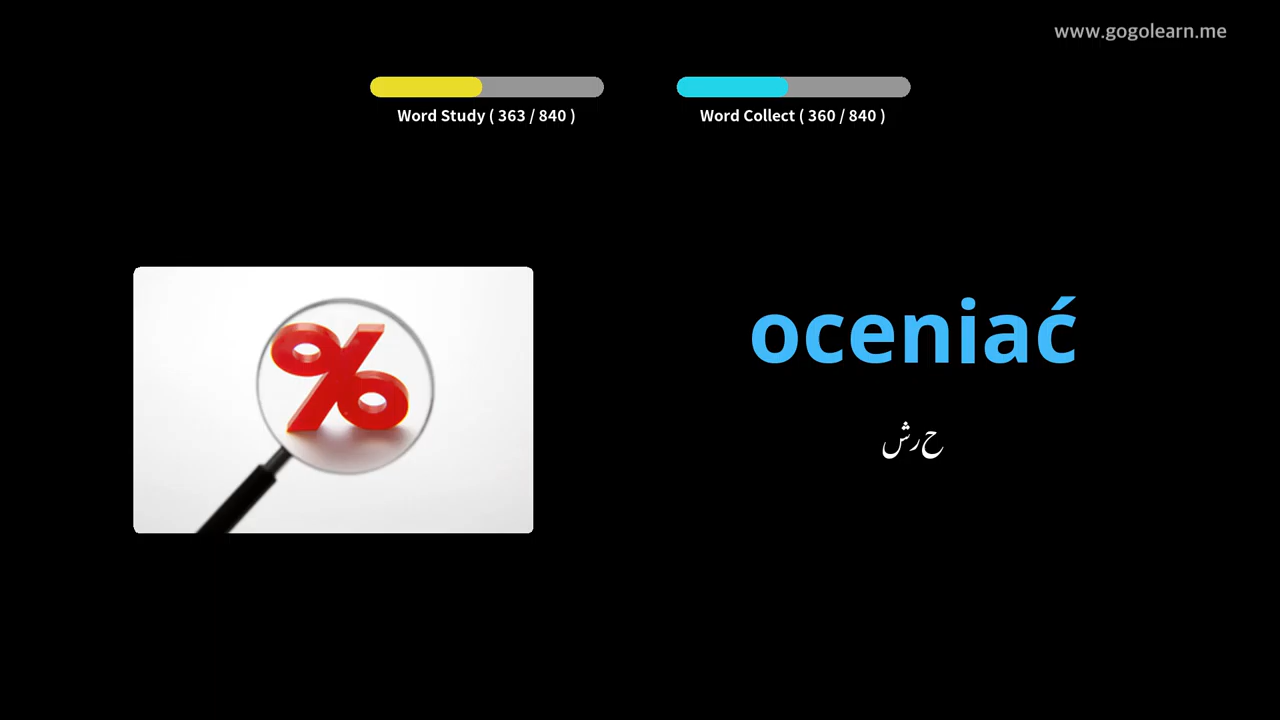 www.gogolearn.me
Word Study ( 363 / 840 )
Word Collect ( 360 / 840 )
%
oceniać
حرش